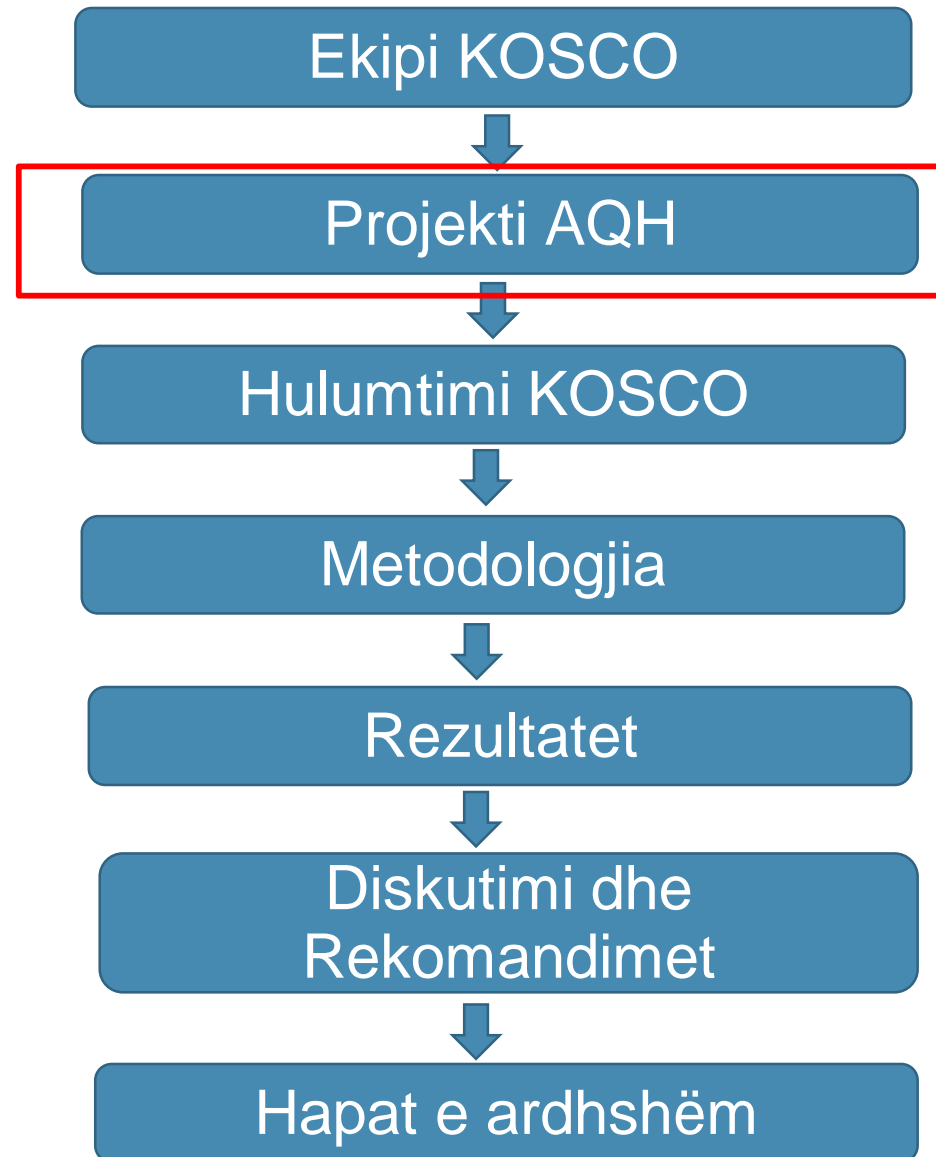 Ekipi KOSCO
Projekti AQH
Hulumtimi KOSCO
Metodologjia
Rezultatet
Diskutimi dhe
Rekomandimet
Hapat e ardhshëm